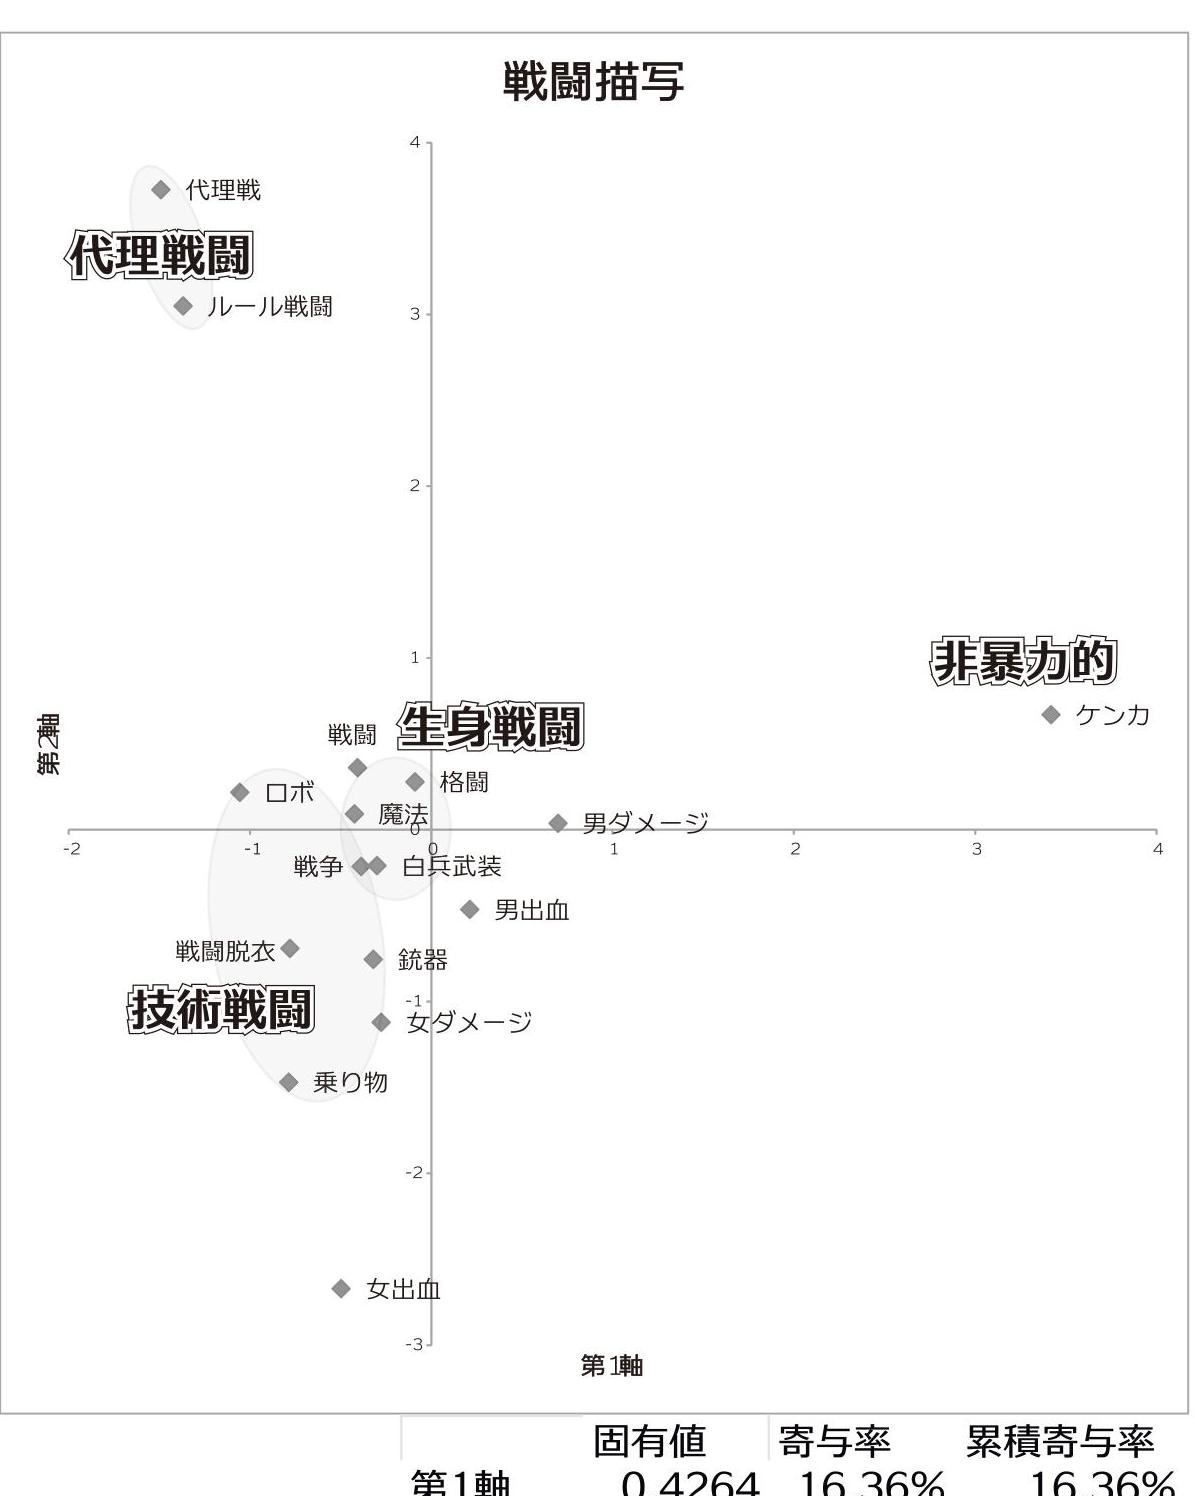 戦闘描写
4
代理戦
代理戦闘
ルール戦闘
3
2
1
非暴力的
ケンカ
生身戦闘
戦闘
第2軸
格闘
ロボ
魔法
男ダメージ
0
-2 -1 0 1 2 3 4
戦争
白兵武装
男出血
戦闘脱衣
銃器
-1
技術戦闘
女ダメージ
乗り物
-2
女出血
-3
第1軸
固有値 寄与率 累積寄与率
第1軸 0.4264 16.36% 16.36%